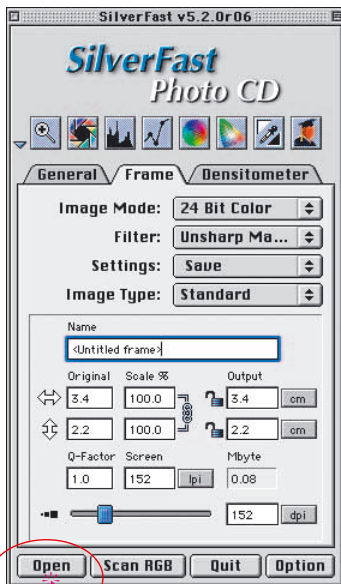 SilverFast v5.2.0r06
SilverFast
Photo CD
General Frame Densitometer
Image Mode: 24 Bit Color
Filter: Unsharp Ma...
Settings: Save
Image Type: Standard
Name
<Untitled frame>
Original Scale % Output
3.4 100.0 3.4 cm
2.2 100.0 2.2 cm
Q-Factor Screen Mbyte
1.0 152 lpi 0.08
152 dpi
Open Scan RGB Quit Option